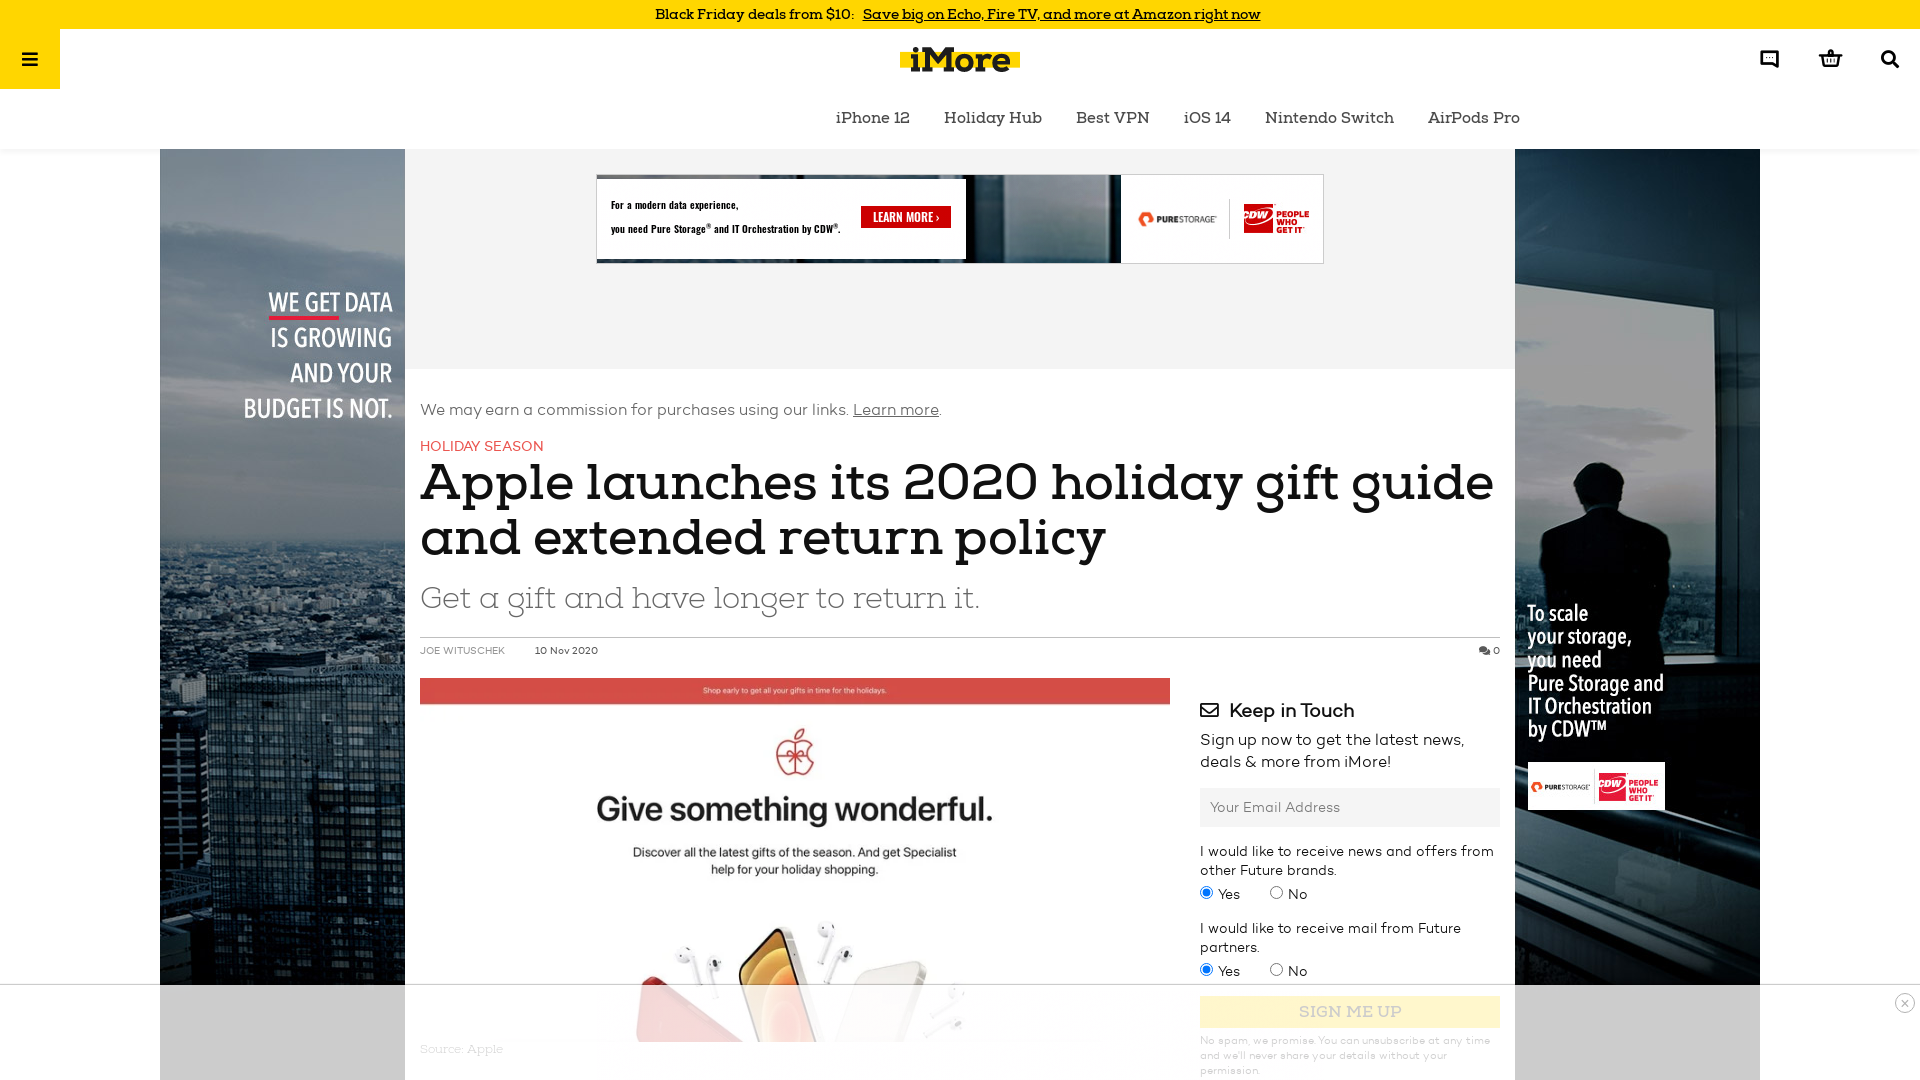 Black Friday deals from $10: Save big on Echo, Fire TV, and more at Amazon right now
iMore
iPhone 12 Holiday Hub Best VPN iOS 14 Nintendo Switch AirPods Pro
WE GET DATA
IS GROWING
AND YOUR
BUDGET IS NOT.
For a modern data experience,
you need Pure Storage® and IT Orchestration by CDW®.
LEARN MORE ›
PURESTORAGE®
CDW
PEOPLE
WHO
GET IT
We may earn a commission for purchases using our links. Learn more.
HOLIDAY SEASON
Apple launches its 2020 holiday gift guide
and extended return policy
Get a gift and have longer to return it.
JOE WITUSCHEK 10 Nov 2020 0
Shop early to get all your gifts in time for the holidays.
Give something wonderful.
Discover all the latest gifts of the season. And get Specialist
help for your holiday shopping.
Source: Apple
Keep in Touch
Sign up now to get the latest news,
deals & more from iMore!
Your Email Address
I would like to receive news and offers from
other Future brands.
Yes No
I would like to receive mail from Future
partners.
Yes No
SIGN ME UP
No spam, we promise. You can unsubscribe at any time
and we'll never share your details without your
permission.
To scale
your storage,
you need
Pure Storage and
IT Orchestration
by CDW™
PURESTORAGE®
CDW
PEOPLE
WHO
GET IT